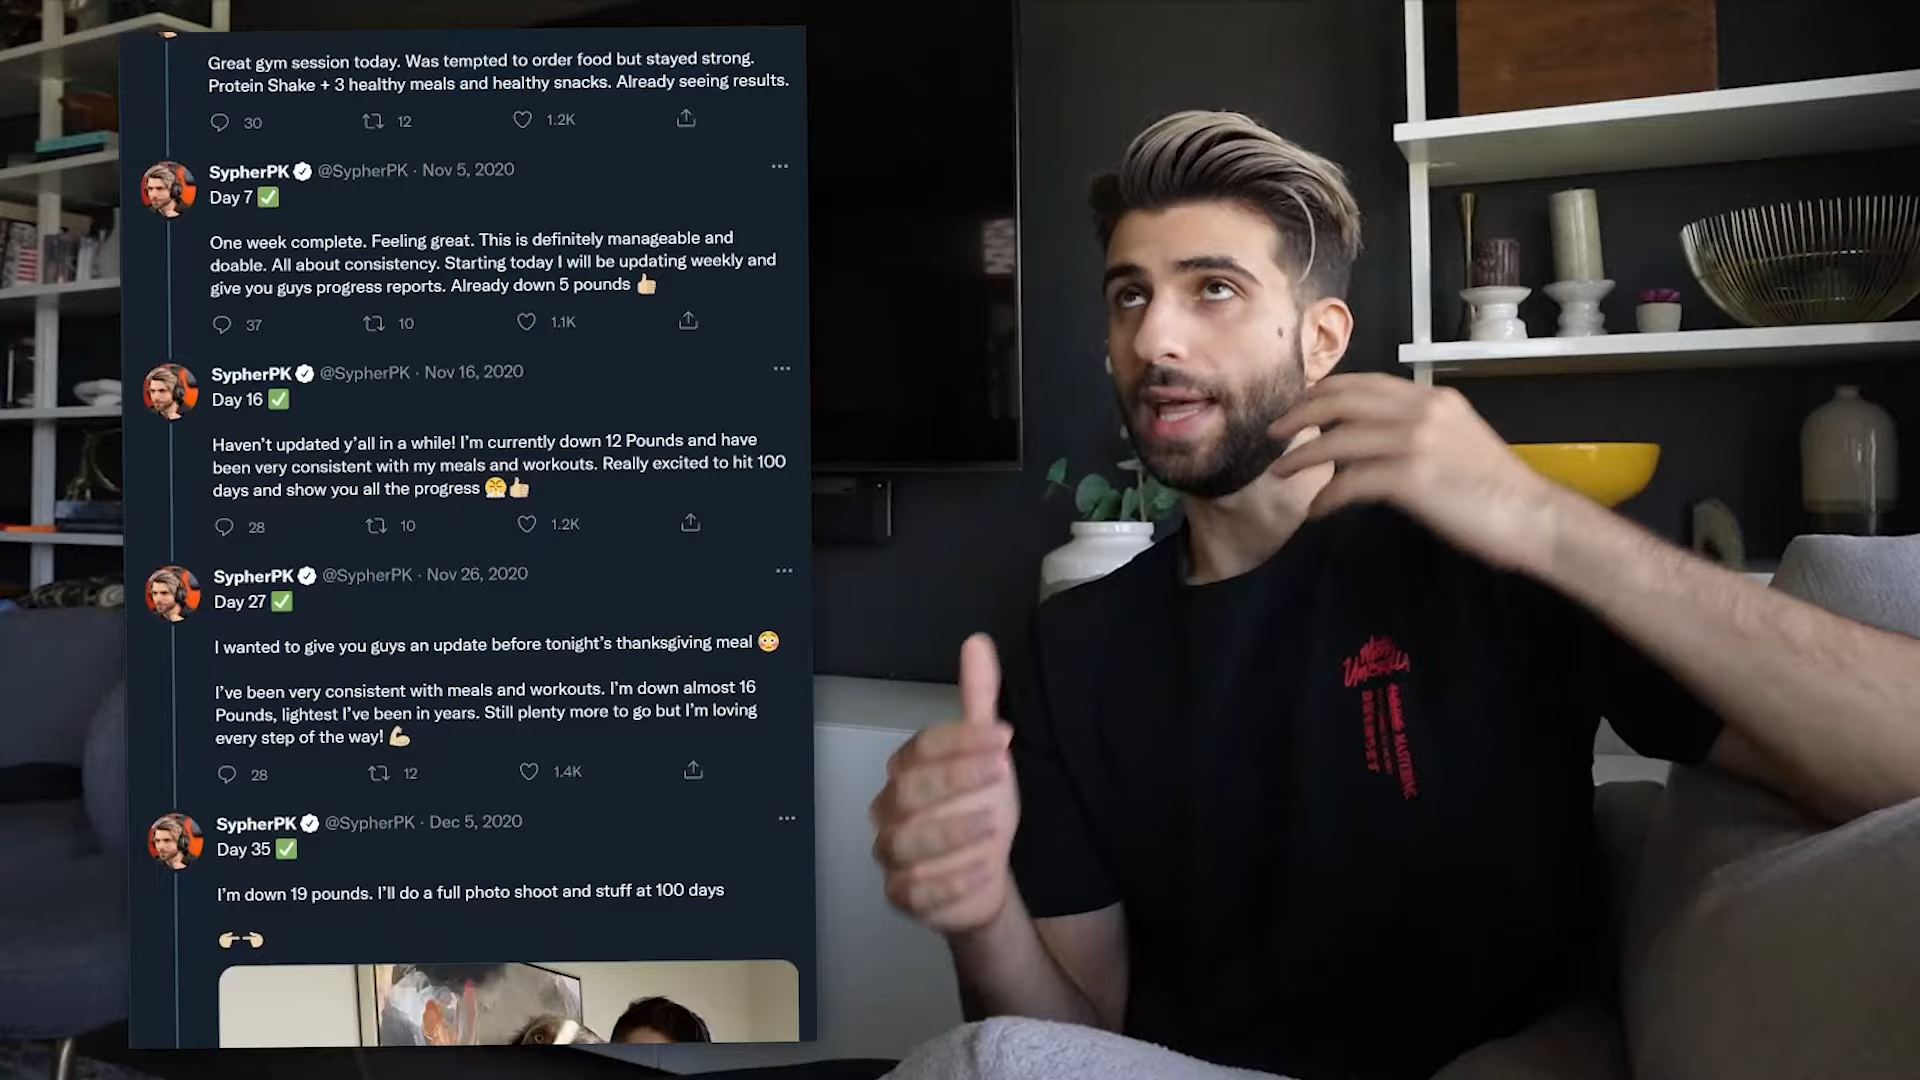 Great gym session today. Was tempted to order food but stayed strong.
Protein Shake + 3 healthy meals and healthy snacks. Already seeing results.
30 12 1.2K
SypherPK @SypherPK · Nov 5, 2020
Day 7 ✅
One week complete. Feeling great. This is definitely manageable and
doable. All about consistency. Starting today I will be updating weekly and
give you guys progress reports. Already down 5 pounds 👍🏼
37 10 1.1K
SypherPK @SypherPK · Nov 16, 2020
Day 16 ✅
Haven't updated y'all in a while! I'm currently down 12 Pounds and have
been very consistent with my meals and workouts. Really excited to hit 100
days and show you all the progress 😤👍🏼
28 10 1.2K
SypherPK @SypherPK · Nov 26, 2020
Day 27 ✅
I wanted to give you guys an update before tonight's thanksgiving meal 😳
I've been very consistent with meals and workouts. I'm down almost 16
Pounds, lightest I've been in years. Still plenty more to go but I'm loving
every step of the way! 💪🏼
28 12 1.4K
SypherPK @SypherPK · Dec 5, 2020
Day 35 ✅
I'm down 19 pounds. I'll do a full photo shoot and stuff at 100 days
👉🏼👈🏼